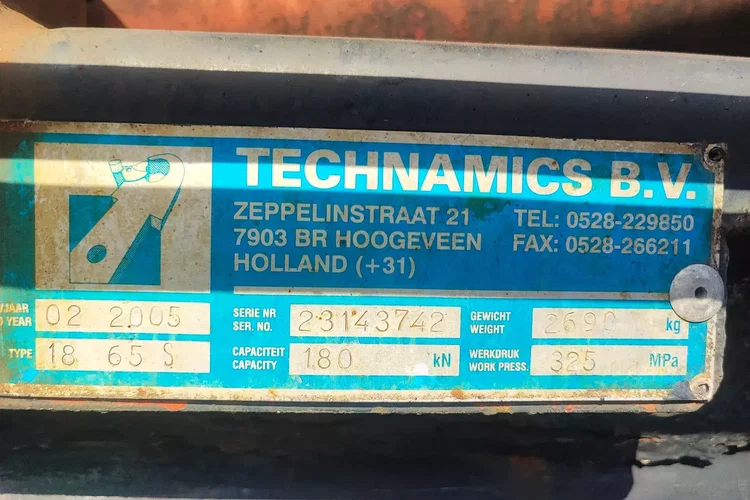 TECHNAMICS B.V.
ZEPPELINSTRAAT 21 TEL: 0528-229850
7903 BR HOOGEVEEN FAX: 0528-266211
HOLLAND (+31)
YEAR 02 2005 SERIE NR SER. NO. 23143742 GEWICHT WEIGHT kg
TYPE 18 65 S CAPACITEIT CAPACITY 180 kN WERKDRUK WORK PRESS. 325 MPa